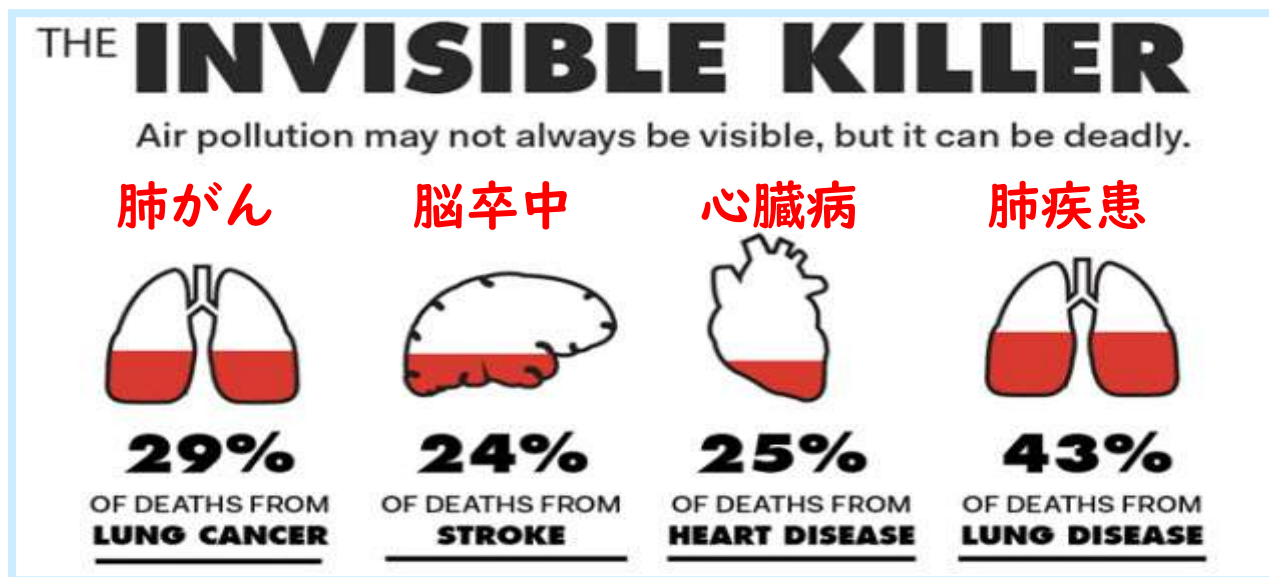 THE INVISIBLE KILLER
Air pollution may not always be visible, but it can be deadly.
肺がん 脳卒中 心臓病 肺疾患
29% 24% 25% 43%
OF DEATHS FROM OF DEATHS FROM OF DEATHS FROM OF DEATHS FROM
LUNG CANCER STROKE HEART DISEASE LUNG DISEASE